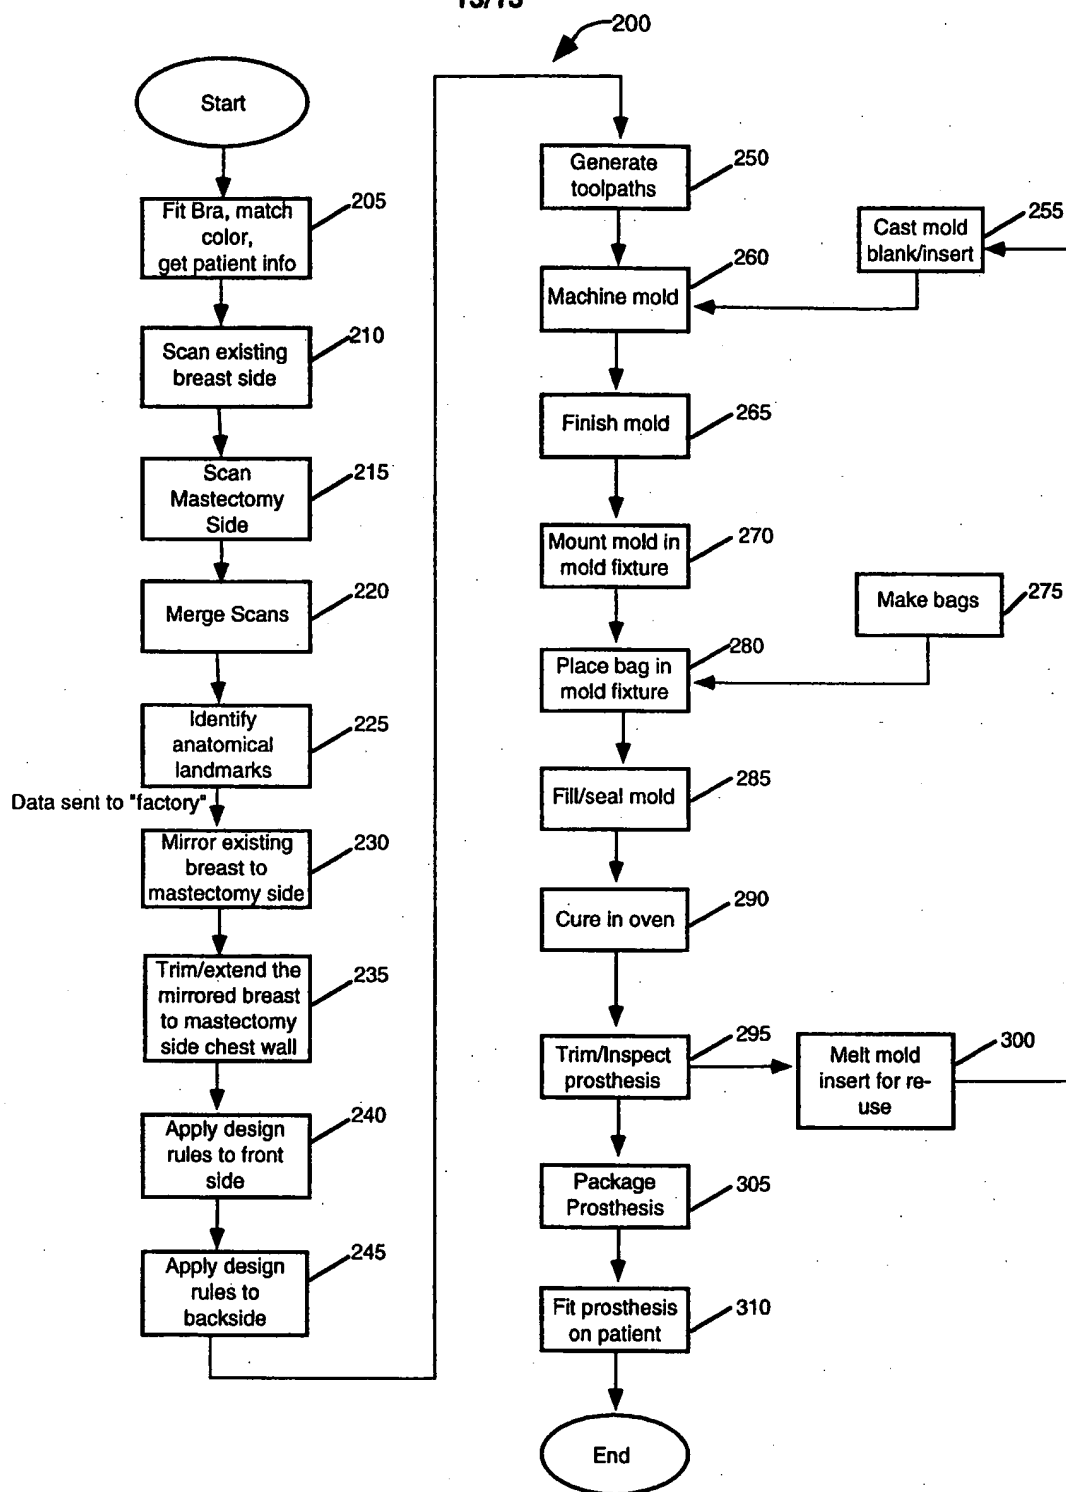 13/13
200
Start
Fit Bra, match
color,
get patient info
205
Scan existing
breast side
210
Scan
Mastectomy
Side
215
Merge Scans
220
Identify
anatomical
landmarks
225
Data sent to "factory"
Mirror existing
breast to
mastectomy side
230
Trim/extend the
mirrored breast
to mastectomy
side chest wall
235
Apply design
rules to front
side
240
Apply design
rules to
backside
245
Generate
toolpaths
250
Cast mold
blank/insert
255
Machine mold
260
Finish mold
265
Mount mold in
mold fixture
270
Make bags
275
Place bag in
mold fixture
280
Fill/seal mold
285
Cure in oven
290
Trim/Inspect
prosthesis
295
Melt mold
insert for re-
use
300
Package
Prosthesis
305
Fit prosthesis
on patient
310
End